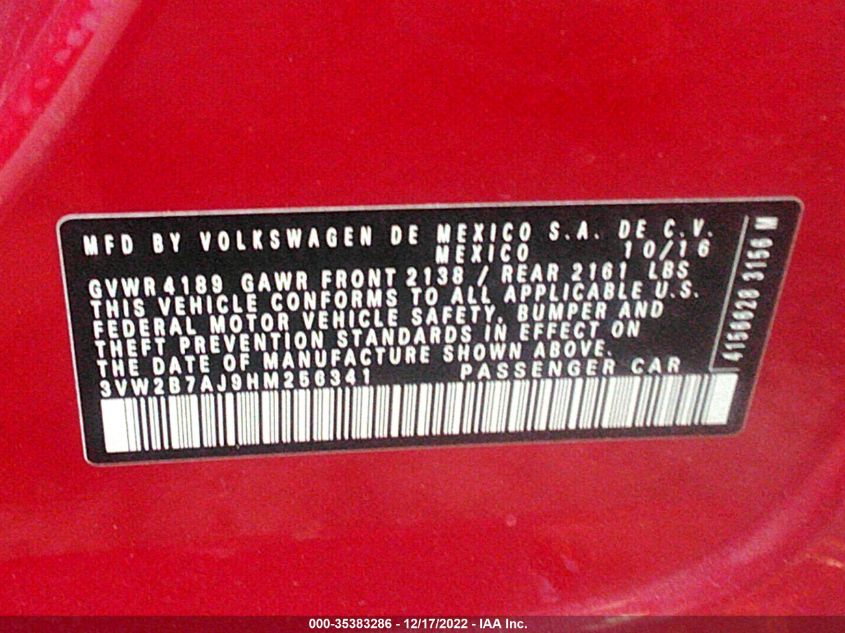 MFD BY VOLKSWAGEN DE MEXICO S.A. DE C.V.
MEXICO 10/16
GVWR 4189 GAWR FRONT 2138 / REAR 2161 LBS
THIS VEHICLE CONFORMS TO ALL APPLICABLE U.S.
FEDERAL MOTOR VEHICLE SAFETY, BUMPER AND
THEFT PREVENTION STANDARDS IN EFFECT ON
THE DATE OF MANUFACTURE SHOWN ABOVE.
3VW2B7AJ9HM256341 PASSENGER CAR
4156628 3156 M
000-35383286 - 12/17/2022 - IAA Inc.